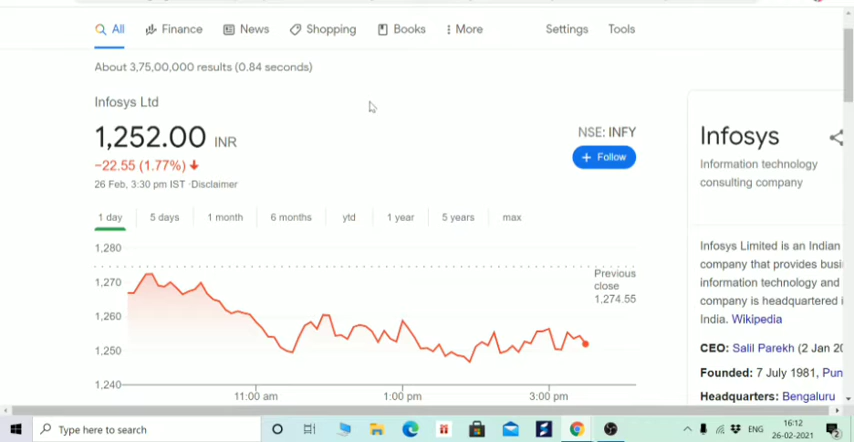 All Finance News Shopping Books More Settings Tools
About 3,75,00,000 results (0.84 seconds)
Infosys Ltd
1,252.00 INR
−22.55 (1.77%)
26 Feb, 3:30 pm IST · Disclaimer
NSE: INFY
+ Follow
1 day 5 days 1 month 6 months ytd 1 year 5 years max
1,280
1,270
1,260
1,250
1,240
Previous
close
1,274.55
11:00 am 1:00 pm 3:00 pm
Infosys
Information technology
consulting company
Infosys Limited is an Indian
company that provides busi
information technology and
company is headquartered i
India. Wikipedia
CEO: Salil Parekh (2 Jan 20
Founded: 7 July 1981, Pun
Headquarters: Bengaluru
Type here to search
ENG
16:12
26-02-2021
2